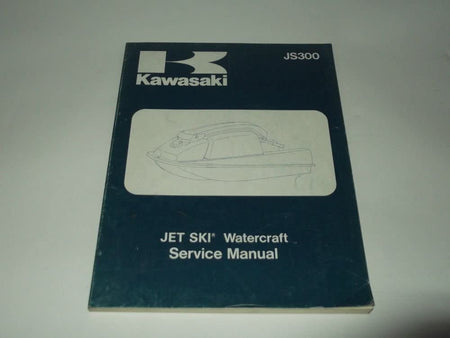 JS300
Kawasaki
JET SKI® Watercraft
Service Manual